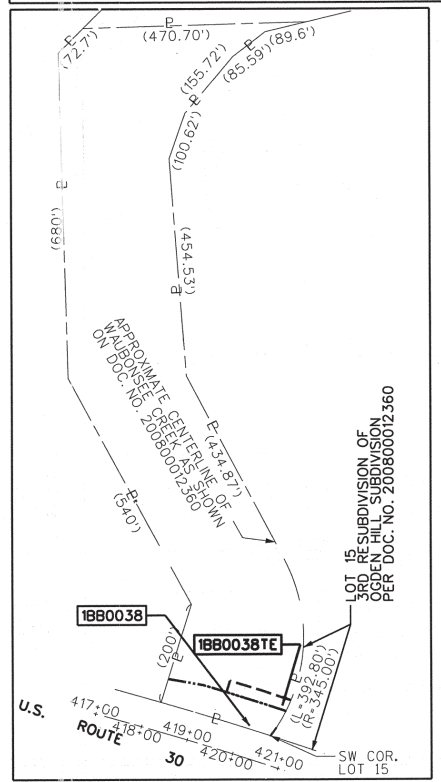 (72.7')
(470.70')
(89.6')
(155.72')
(85.59')
(100.62')
(680')
(454.53')
APPROXIMATE CENTERLINE OF
WAUBONSEE CREEK AS SHOWN
ON DOC. NO. 200800012360
(434.87')
(540')
LOT 15
3RD RESUBDIVISION OF
OGDEN HILL SUBDIVISION
PER DOC. NO. 200800012360
1BB0038
1BB0038TE
(200')
(L=392.80')
(R=345.00')
U.S.
ROUTE
30
417+00
418+00
419+00
420+00
421+00
SW COR.
LOT 15